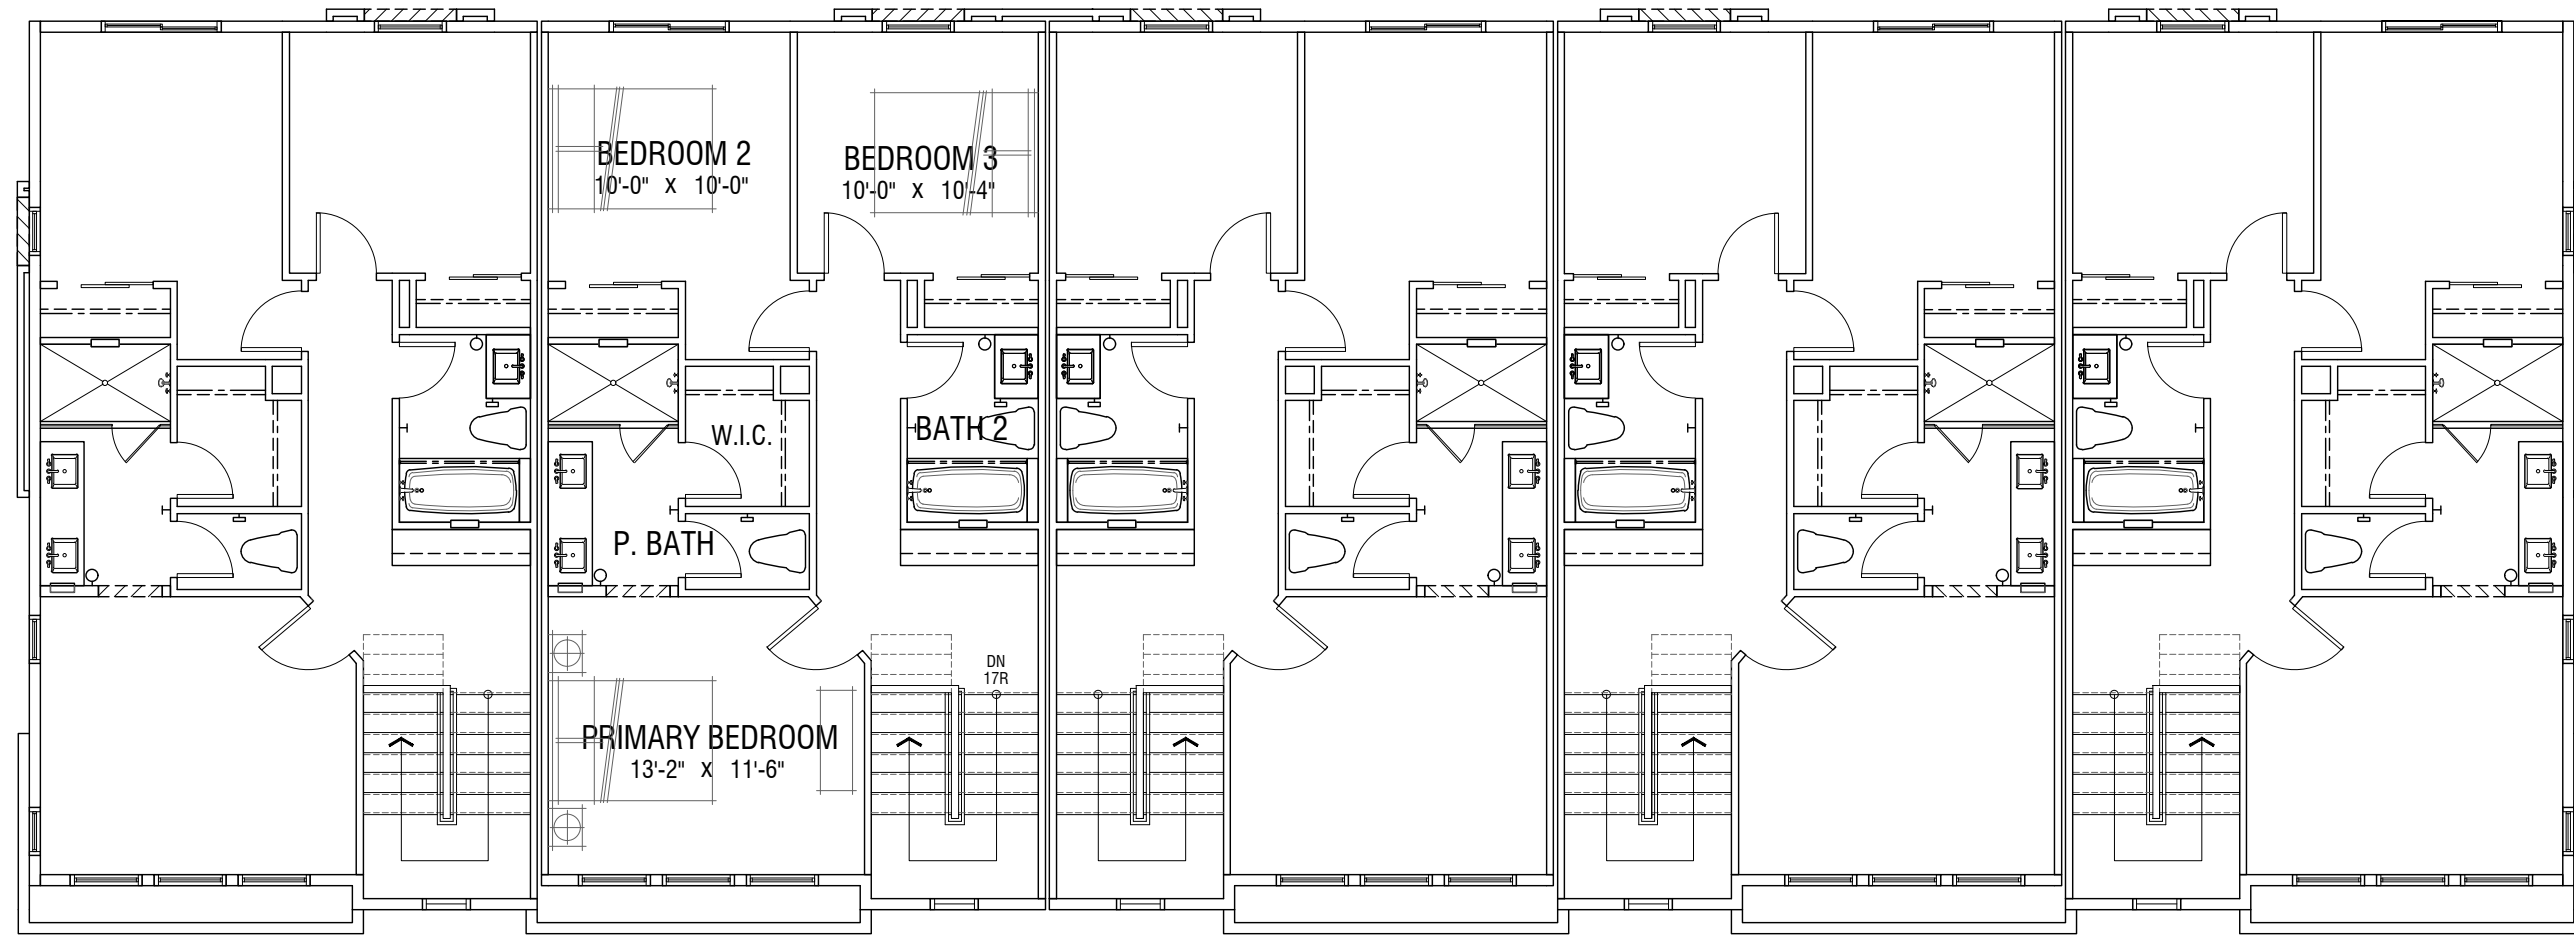 BEDROOM 2
10'-0" x 10'-0"
BEDROOM 3
10'-0" x 10'-4"
W.I.C.
BATH 2
P. BATH
DN
17R
PRIMARY BEDROOM
13'-2" x 11'-6"